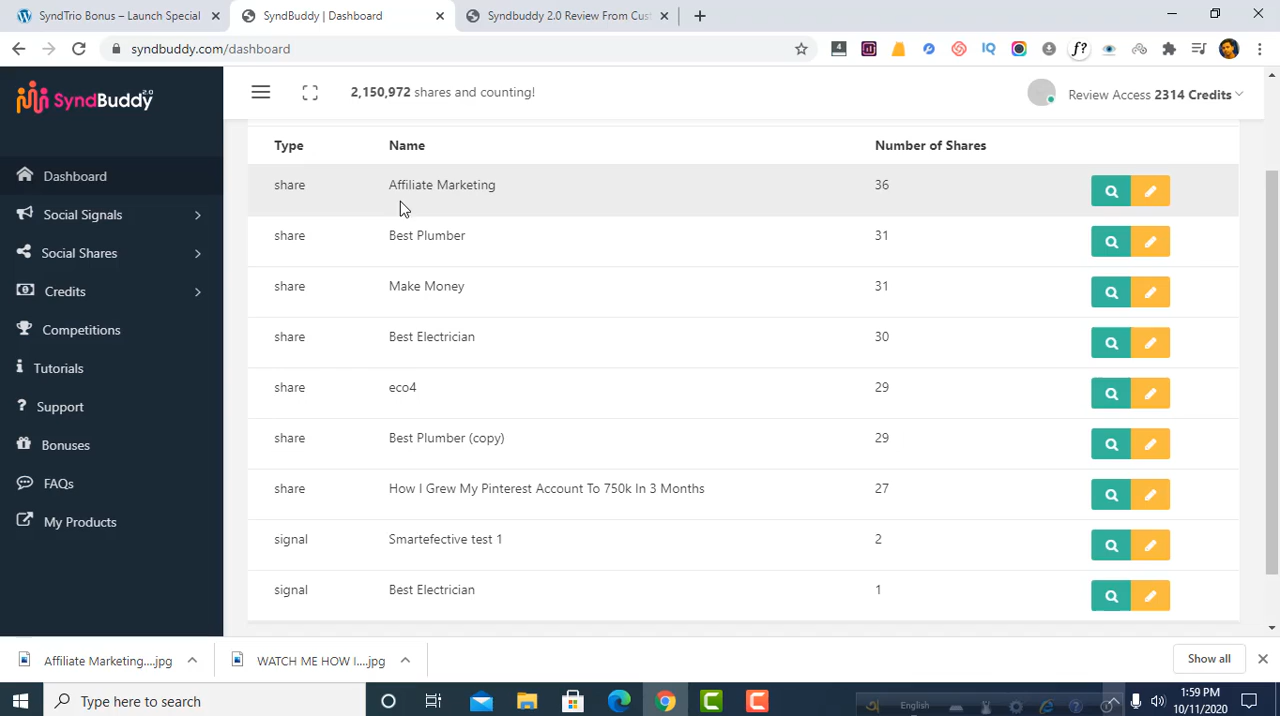 SyndTrio Bonus – Launch Special
SyndBuddy | Dashboard
Syndbuddy 2.0 Review From Cust
syndbuddy.com/dashboard
4
IQ
f?
SyndBuddy 2.0
2,150,972 shares and counting!
Review Access 2314 Credits
Dashboard
Social Signals
Social Shares
Credits
Competitions
Tutorials
Support
Bonuses
FAQs
My Products
Type Name Number of Shares
share Affiliate Marketing 36
share Best Plumber 31
share Make Money 31
share Best Electrician 30
share eco4 29
share Best Plumber (copy) 29
share How I Grew My Pinterest Account To 750k In 3 Months 27
signal Smartefective test 1 2
signal Best Electrician 1
Affiliate Marketing....jpg
WATCH ME HOW I....jpg
Show all
Type here to search
English
1:59 PM
10/11/2020